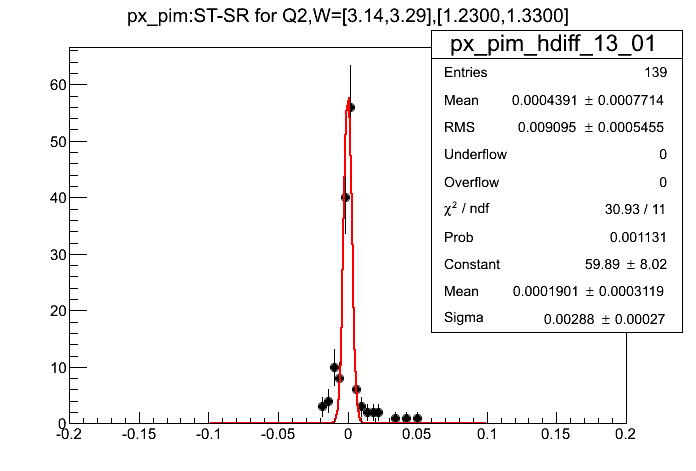 px_pim:ST-SR for Q2,W=[3.14,3.29],[1.2300,1.3300]
px_pim_hdiff_13_01
Entries 139
Mean 0.0004391 ± 0.0007714
RMS 0.009095 ± 0.0005455
Underflow 0
Overflow 0
χ² / ndf 30.93 / 11
Prob 0.001131
Constant 59.89 ± 8.02
Mean 0.0001901 ± 0.0003119
Sigma 0.00288 ± 0.00027
60
50
40
30
20
10
0
-0.2 -0.15 -0.1 -0.05 0 0.05 0.1 0.15 0.2